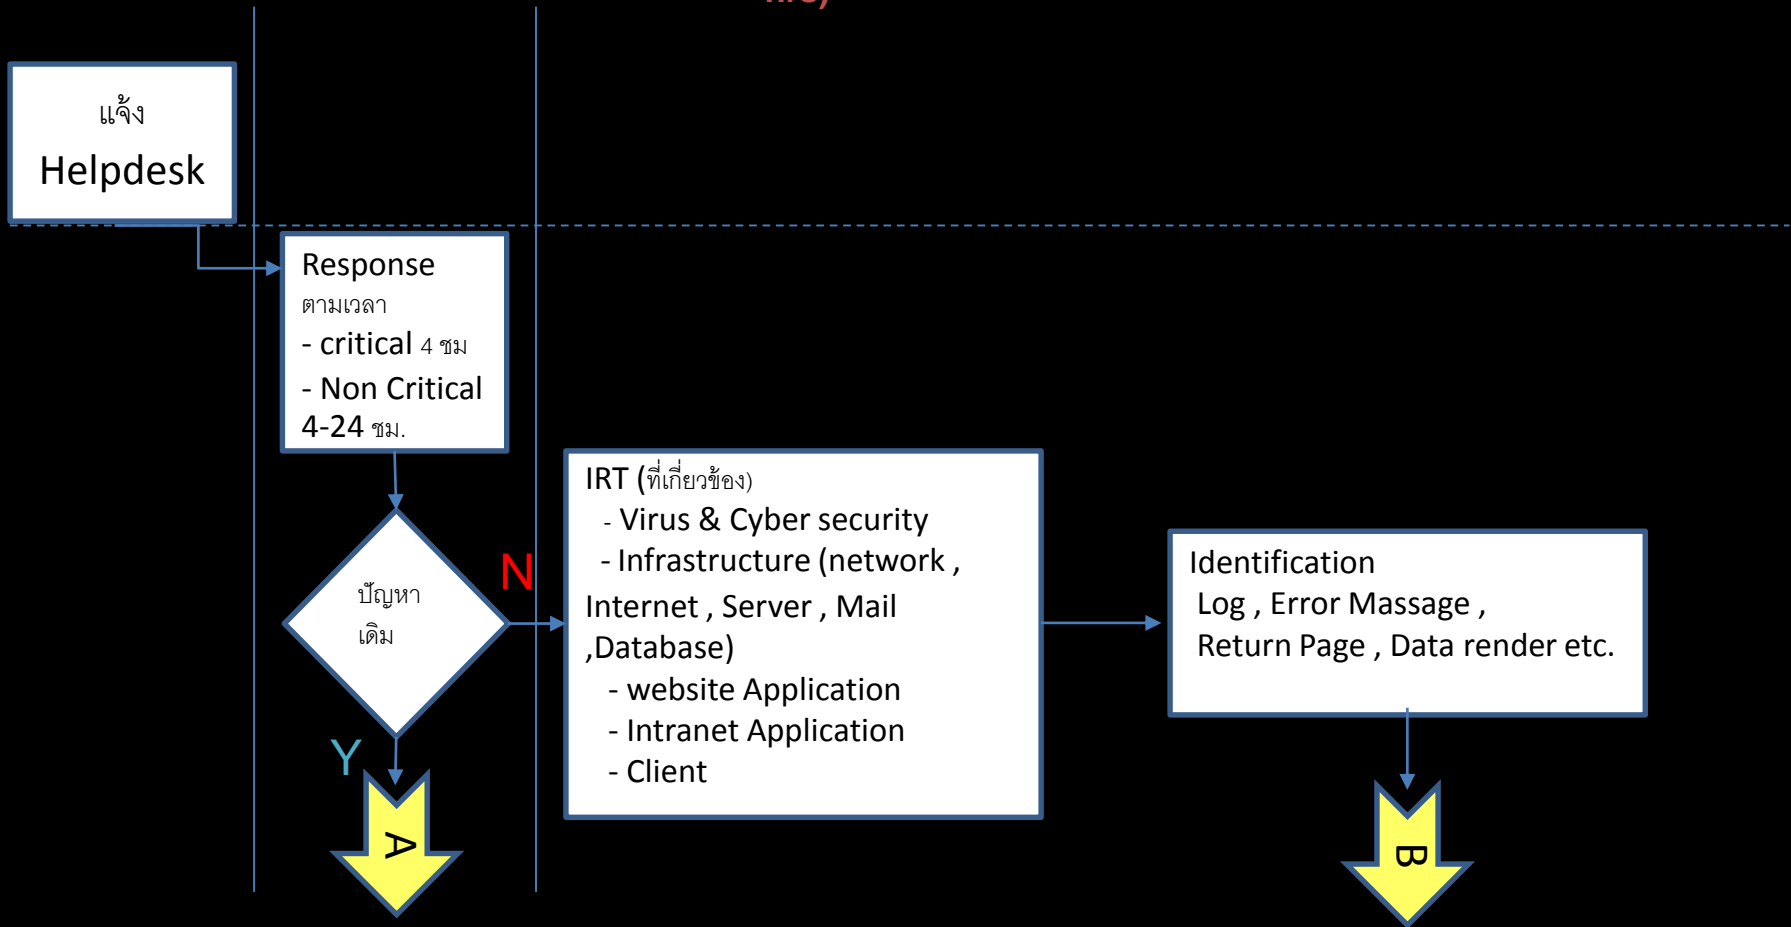 แจ้ง
Helpdesk
Response
ตามเวลา
- critical 4 ชม
- Non Critical
4-24 ชม.
ปัญหา
เดิม
N
Y
A
IRT (ที่เกี่ยวข้อง)
- Virus & Cyber security
- Infrastructure (network ,
Internet , Server , Mail
,Database)
- website Application
- Intranet Application
- Client
Identification
Log , Error Massage ,
Return Page , Data render etc.
B